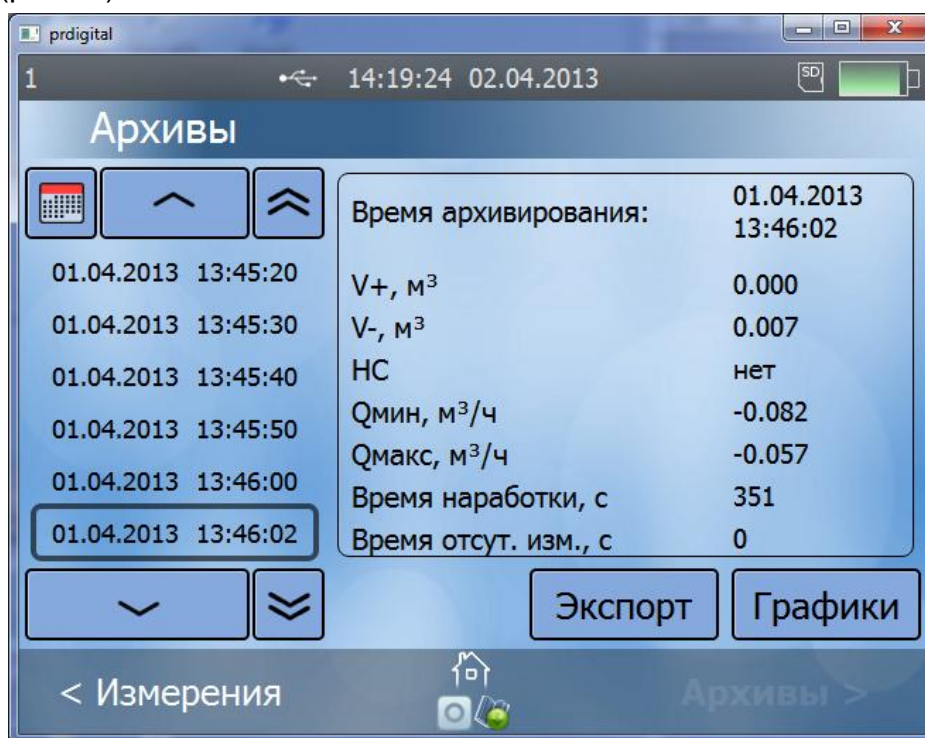 prdigital
1 14:19:24 02.04.2013 SD
Архивы
01.04.2013 13:45:20
01.04.2013 13:45:30
01.04.2013 13:45:40
01.04.2013 13:45:50
01.04.2013 13:46:00
01.04.2013 13:46:02
Время архивирования: 01.04.2013
13:46:02
V+, м³ 0.000
V-, м³ 0.007
НС нет
Qмин, м³/ч -0.082
Qмакс, м³/ч -0.057
Время наработки, с 351
Время отсут. изм., с 0
Экспорт Графики
< Измерения Архивы >